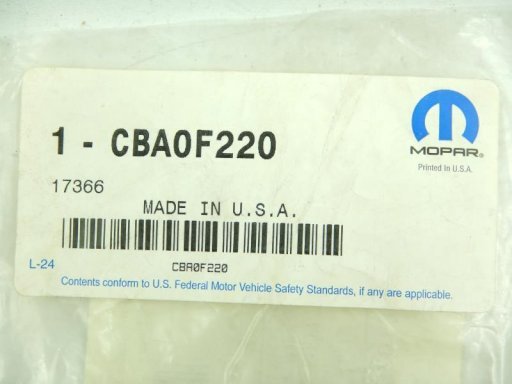 1 - CBA0F220
MOPAR®
Printed In U.S.A.
17366
MADE IN U.S.A.
CBA0F220
L-24
Contents conform to U.S. Federal Motor Vehicle Safety Standards, if any are applicable.